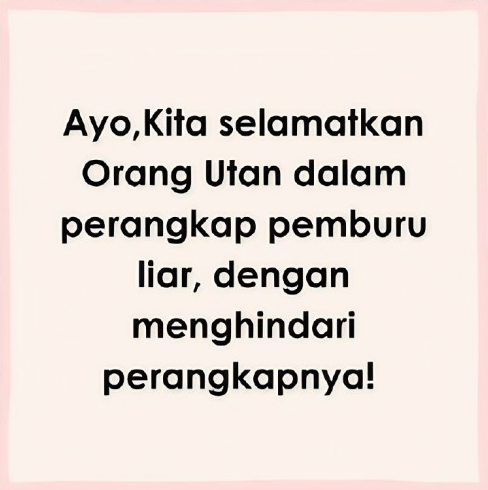 Ayo,Kita selamatkan
Orang Utan dalam
perangkap pemburu
liar, dengan
menghindari
perangkapnya!